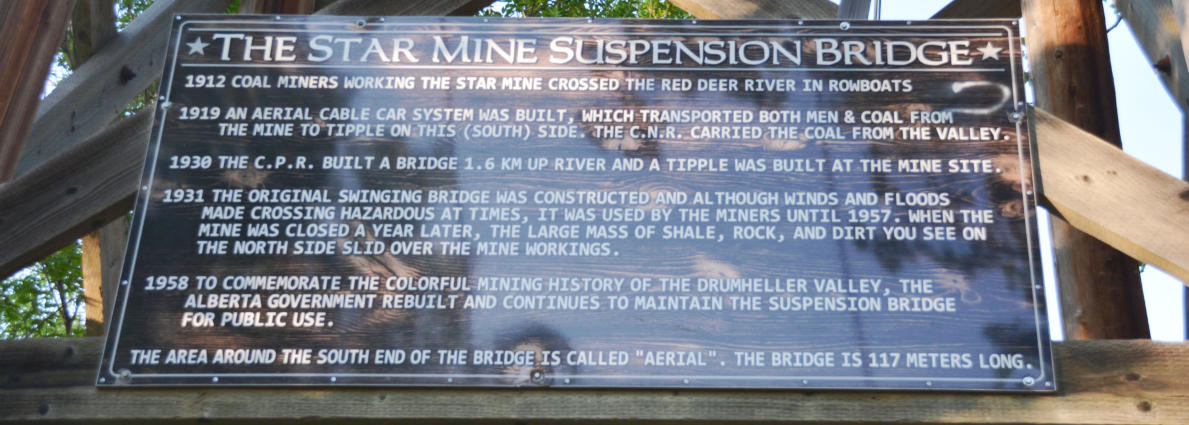 ★THE STAR MINE SUSPENSION BRIDGE★
1912 COAL MINERS WORKING THE STAR MINE CROSSED THE RED DEER RIVER IN ROWBOATS
1919 AN AERIAL CABLE CAR SYSTEM WAS BUILT, WHICH TRANSPORTED BOTH MEN & COAL FROM
THE MINE TO TIPPLE ON THIS (SOUTH) SIDE. THE C.N.R. CARRIED THE COAL FROM THE VALLEY.
1930 THE C.P.R. BUILT A BRIDGE 1.6 KM UP RIVER AND A TIPPLE WAS BUILT AT THE MINE SITE.
1931 THE ORIGINAL SWINGING BRIDGE WAS CONSTRUCTED AND ALTHOUGH WINDS AND FLOODS
MADE CROSSING HAZARDOUS AT TIMES, IT WAS USED BY THE MINERS UNTIL 1957. WHEN THE
MINE WAS CLOSED A YEAR LATER, THE LARGE MASS OF SHALE, ROCK, AND DIRT YOU SEE ON
THE NORTH SIDE SLID OVER THE MINE WORKINGS.
1958 TO COMMEMORATE THE COLORFUL MINING HISTORY OF THE DRUMHELLER VALLEY, THE
ALBERTA GOVERNMENT REBUILT AND CONTINUES TO MAINTAIN THE SUSPENSION BRIDGE
FOR PUBLIC USE.
THE AREA AROUND THE SOUTH END OF THE BRIDGE IS CALLED "AERIAL". THE BRIDGE IS 117 METERS LONG.